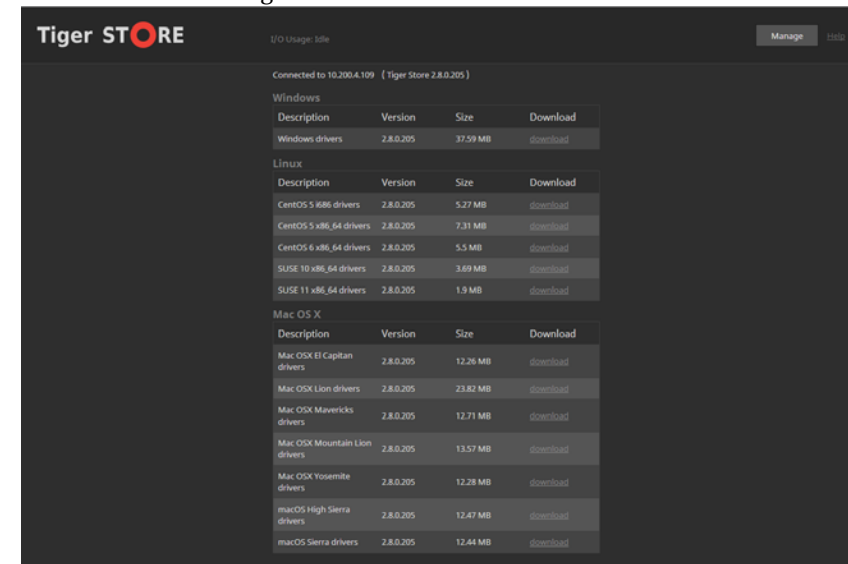 Tiger STORE
I/O Usage: Idle
Manage
Help
Connected to 10.200.4.109 ( Tiger Store 2.8.0.205 )
Windows
Description Version Size Download
Windows drivers 2.8.0.205 37.59 MB download
Linux
Description Version Size Download
CentOS 5 i686 drivers 2.8.0.205 5.27 MB download
CentOS 5 x86_64 drivers 2.8.0.205 7.31 MB download
CentOS 6 x86_64 drivers 2.8.0.205 5.5 MB download
SUSE 10 x86_64 drivers 2.8.0.205 3.69 MB download
SUSE 11 x86_64 drivers 2.8.0.205 1.9 MB download
Mac OS X
Description Version Size Download
Mac OSX El Capitan
drivers 2.8.0.205 12.26 MB download
Mac OSX Lion drivers 2.8.0.205 23.82 MB download
Mac OSX Mavericks
drivers 2.8.0.205 12.71 MB download
Mac OSX Mountain Lion
drivers 2.8.0.205 13.57 MB download
Mac OSX Yosemite
drivers 2.8.0.205 12.28 MB download
macOS High Sierra
drivers 2.8.0.205 12.47 MB download
macOS Sierra drivers 2.8.0.205 12.44 MB download